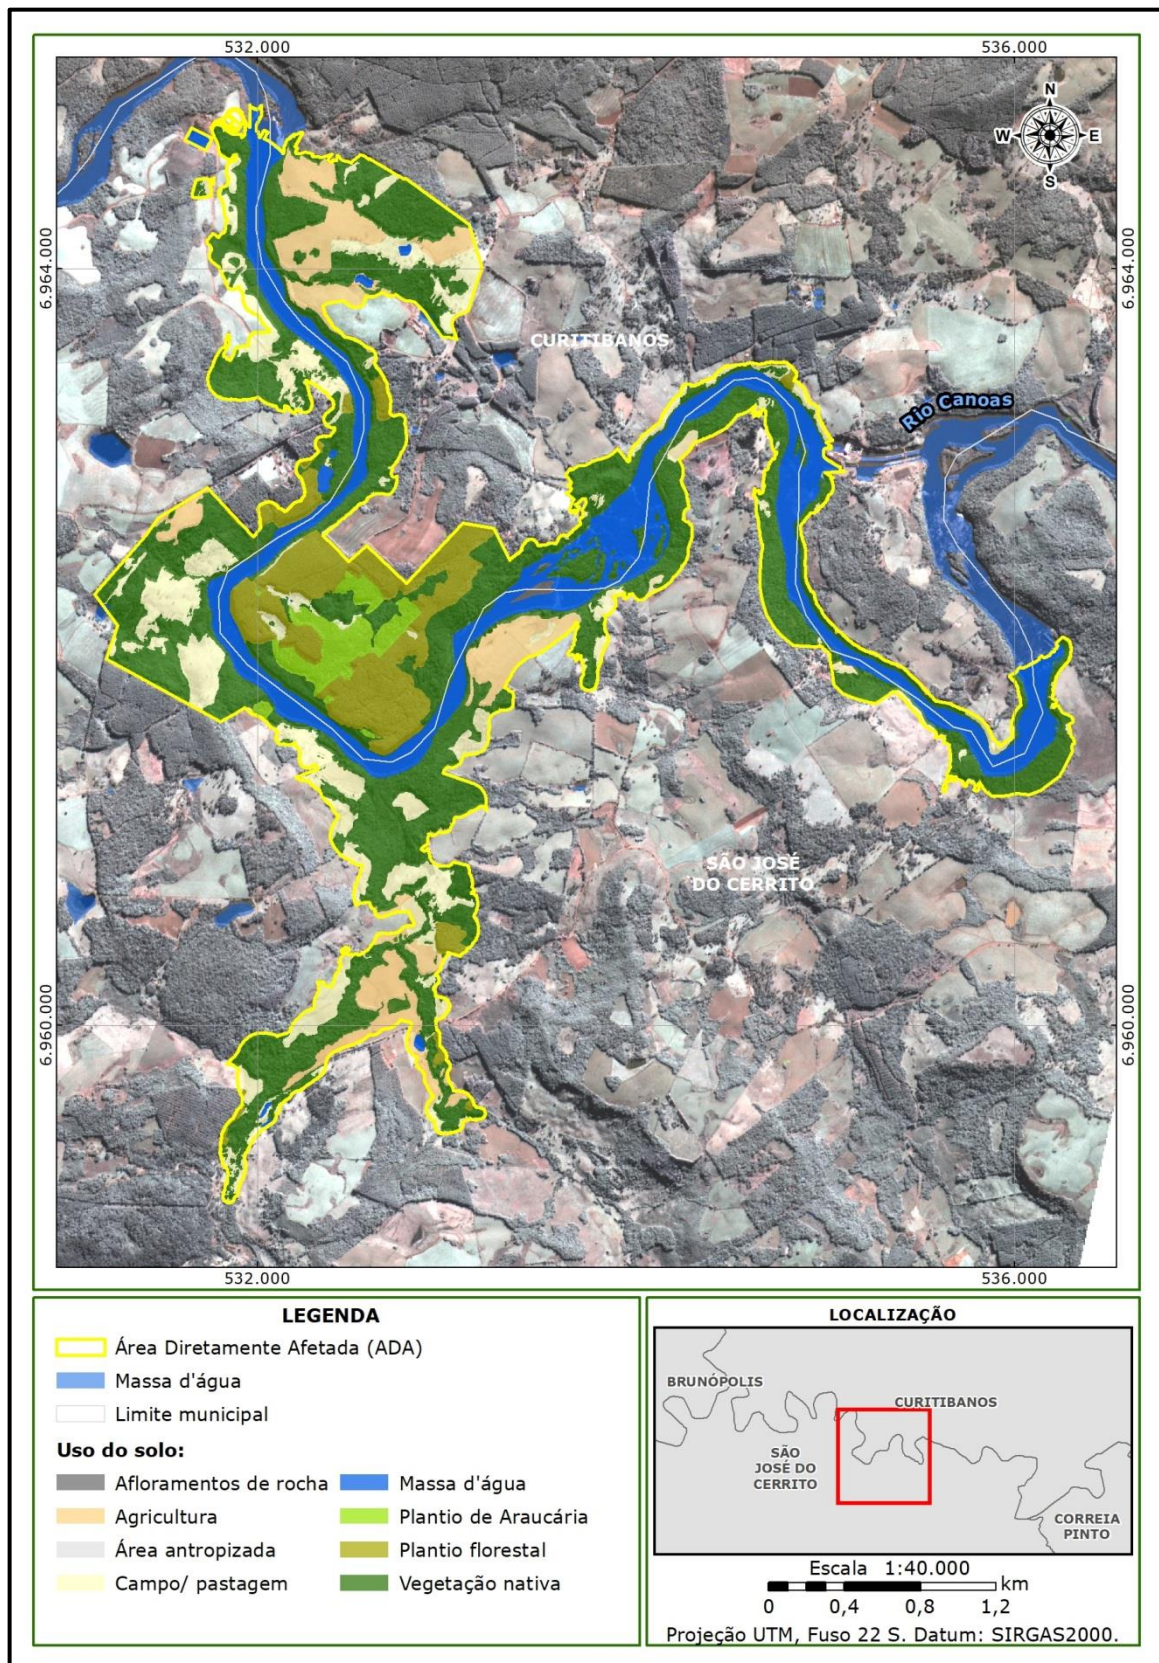 532.000
536.000
N
W
E
S
6.964.000
6.964.000
CURITIBANOS
Rio Canoas
SÃO JOSÉ
DO CERRITO
6.960.000
6.960.000
532.000
536.000
LEGENDA
Área Diretamente Afetada (ADA)
Massa d'água
Limite municipal
Uso do solo:
Afloramentos de rocha
Agricultura
Área antropizada
Campo/ pastagem
Massa d'água
Plantio de Araucária
Plantio florestal
Vegetação nativa
LOCALIZAÇÃO
BRUNÓPOLIS
CURITIBANOS
SÃO
JOSÉ DO
CERRITO
CORREIA
PINTO
Escala 1:40.000
km
0 0,4 0,8 1,2
Projeção UTM, Fuso 22 S. Datum: SIRGAS2000.